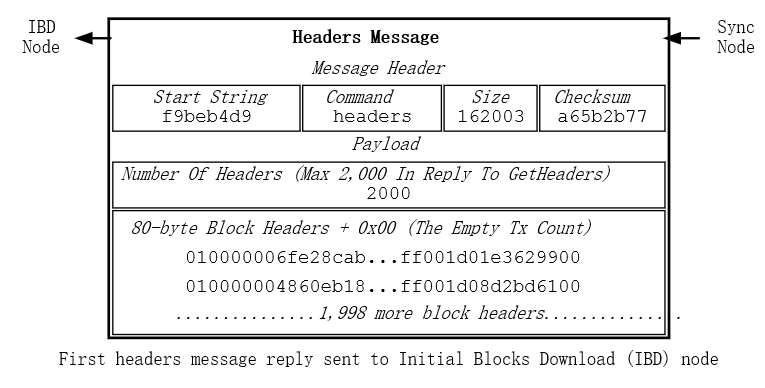 IBD
Node
Sync
Node
Headers Message
Message Header
Start String
f9beb4d9
Command
headers
Size
162003
Checksum
a65b2b77
Payload
Number Of Headers (Max 2,000 In Reply To GetHeaders)
2000
80-byte Block Headers + 0x00 (The Empty Tx Count)
010000006fe28cab...ff001d01e3629900
010000004860eb18...ff001d08d2bd6100
...............1,998 more block headers...............
First headers message reply sent to Initial Blocks Download (IBD) node